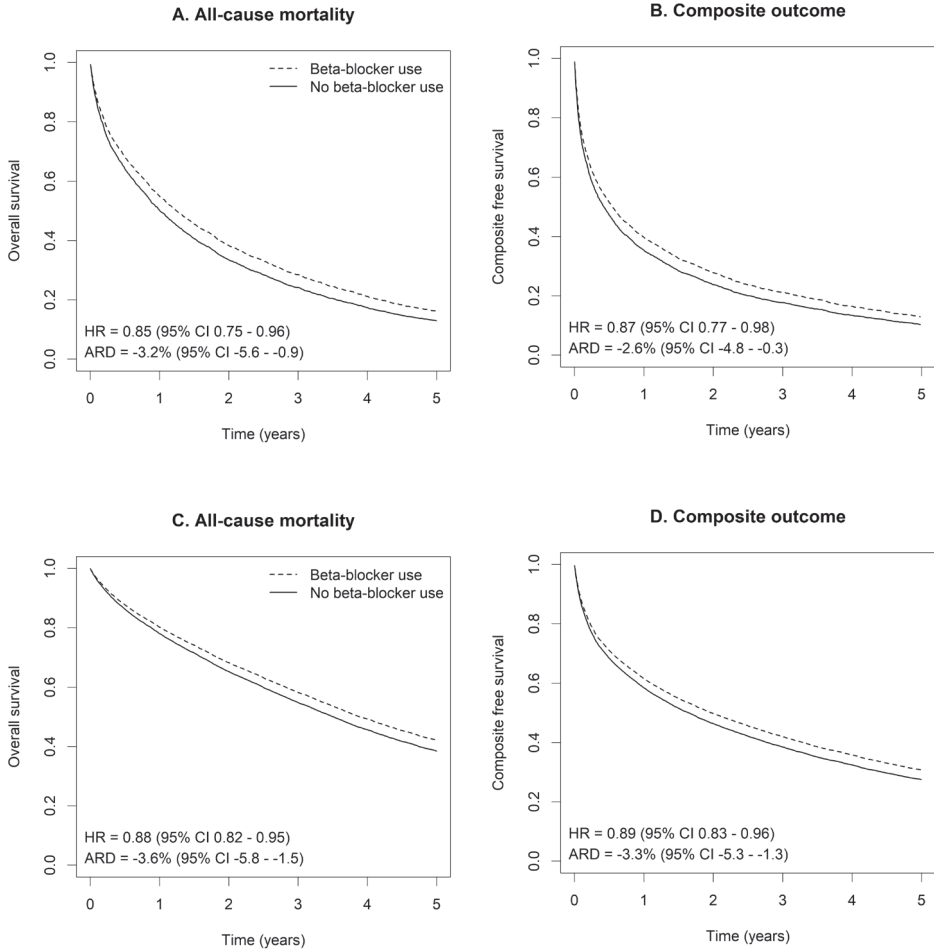 A. All-cause mortality
Overall survival
1.0
0.8
0.6
0.4
0.2
0.0
Beta-blocker use
No beta-blocker use
HR = 0.85 (95% CI 0.75 - 0.96)
ARD = -3.2% (95% CI -5.6 - -0.9)
0 1 2 3 4 5
Time (years)
B. Composite outcome
Composite free survival
1.0
0.8
0.6
0.4
0.2
0.0
HR = 0.87 (95% CI 0.77 - 0.98)
ARD = -2.6% (95% CI -4.8 - -0.3)
0 1 2 3 4 5
Time (years)
C. All-cause mortality
Overall survival
1.0
0.8
0.6
0.4
0.2
0.0
Beta-blocker use
No beta-blocker use
HR = 0.88 (95% CI 0.82 - 0.95)
ARD = -3.6% (95% CI -5.8 - -1.5)
0 1 2 3 4 5
Time (years)
D. Composite outcome
Composite free survival
1.0
0.8
0.6
0.4
0.2
0.0
HR = 0.89 (95% CI 0.83 - 0.96)
ARD = -3.3% (95% CI -5.3 - -1.3)
0 1 2 3 4 5
Time (years)